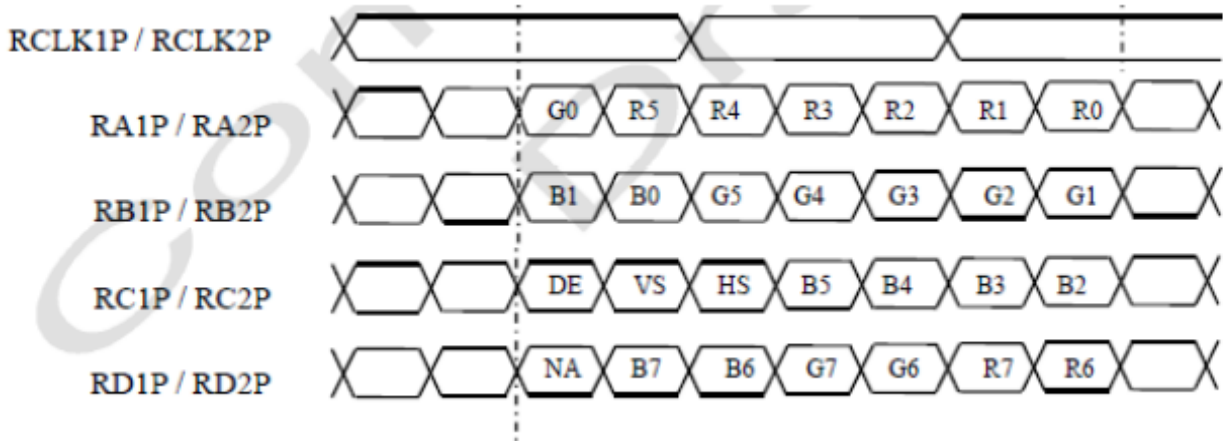 RCLK1P / RCLK2P
RA1P / RA2P G0 R5 R4 R3 R2 R1 R0
RB1P / RB2P B1 B0 G5 G4 G3 G2 G1
RC1P / RC2P DE VS HS B5 B4 B3 B2
RD1P / RD2P NA B7 B6 G7 G6 R7 R6